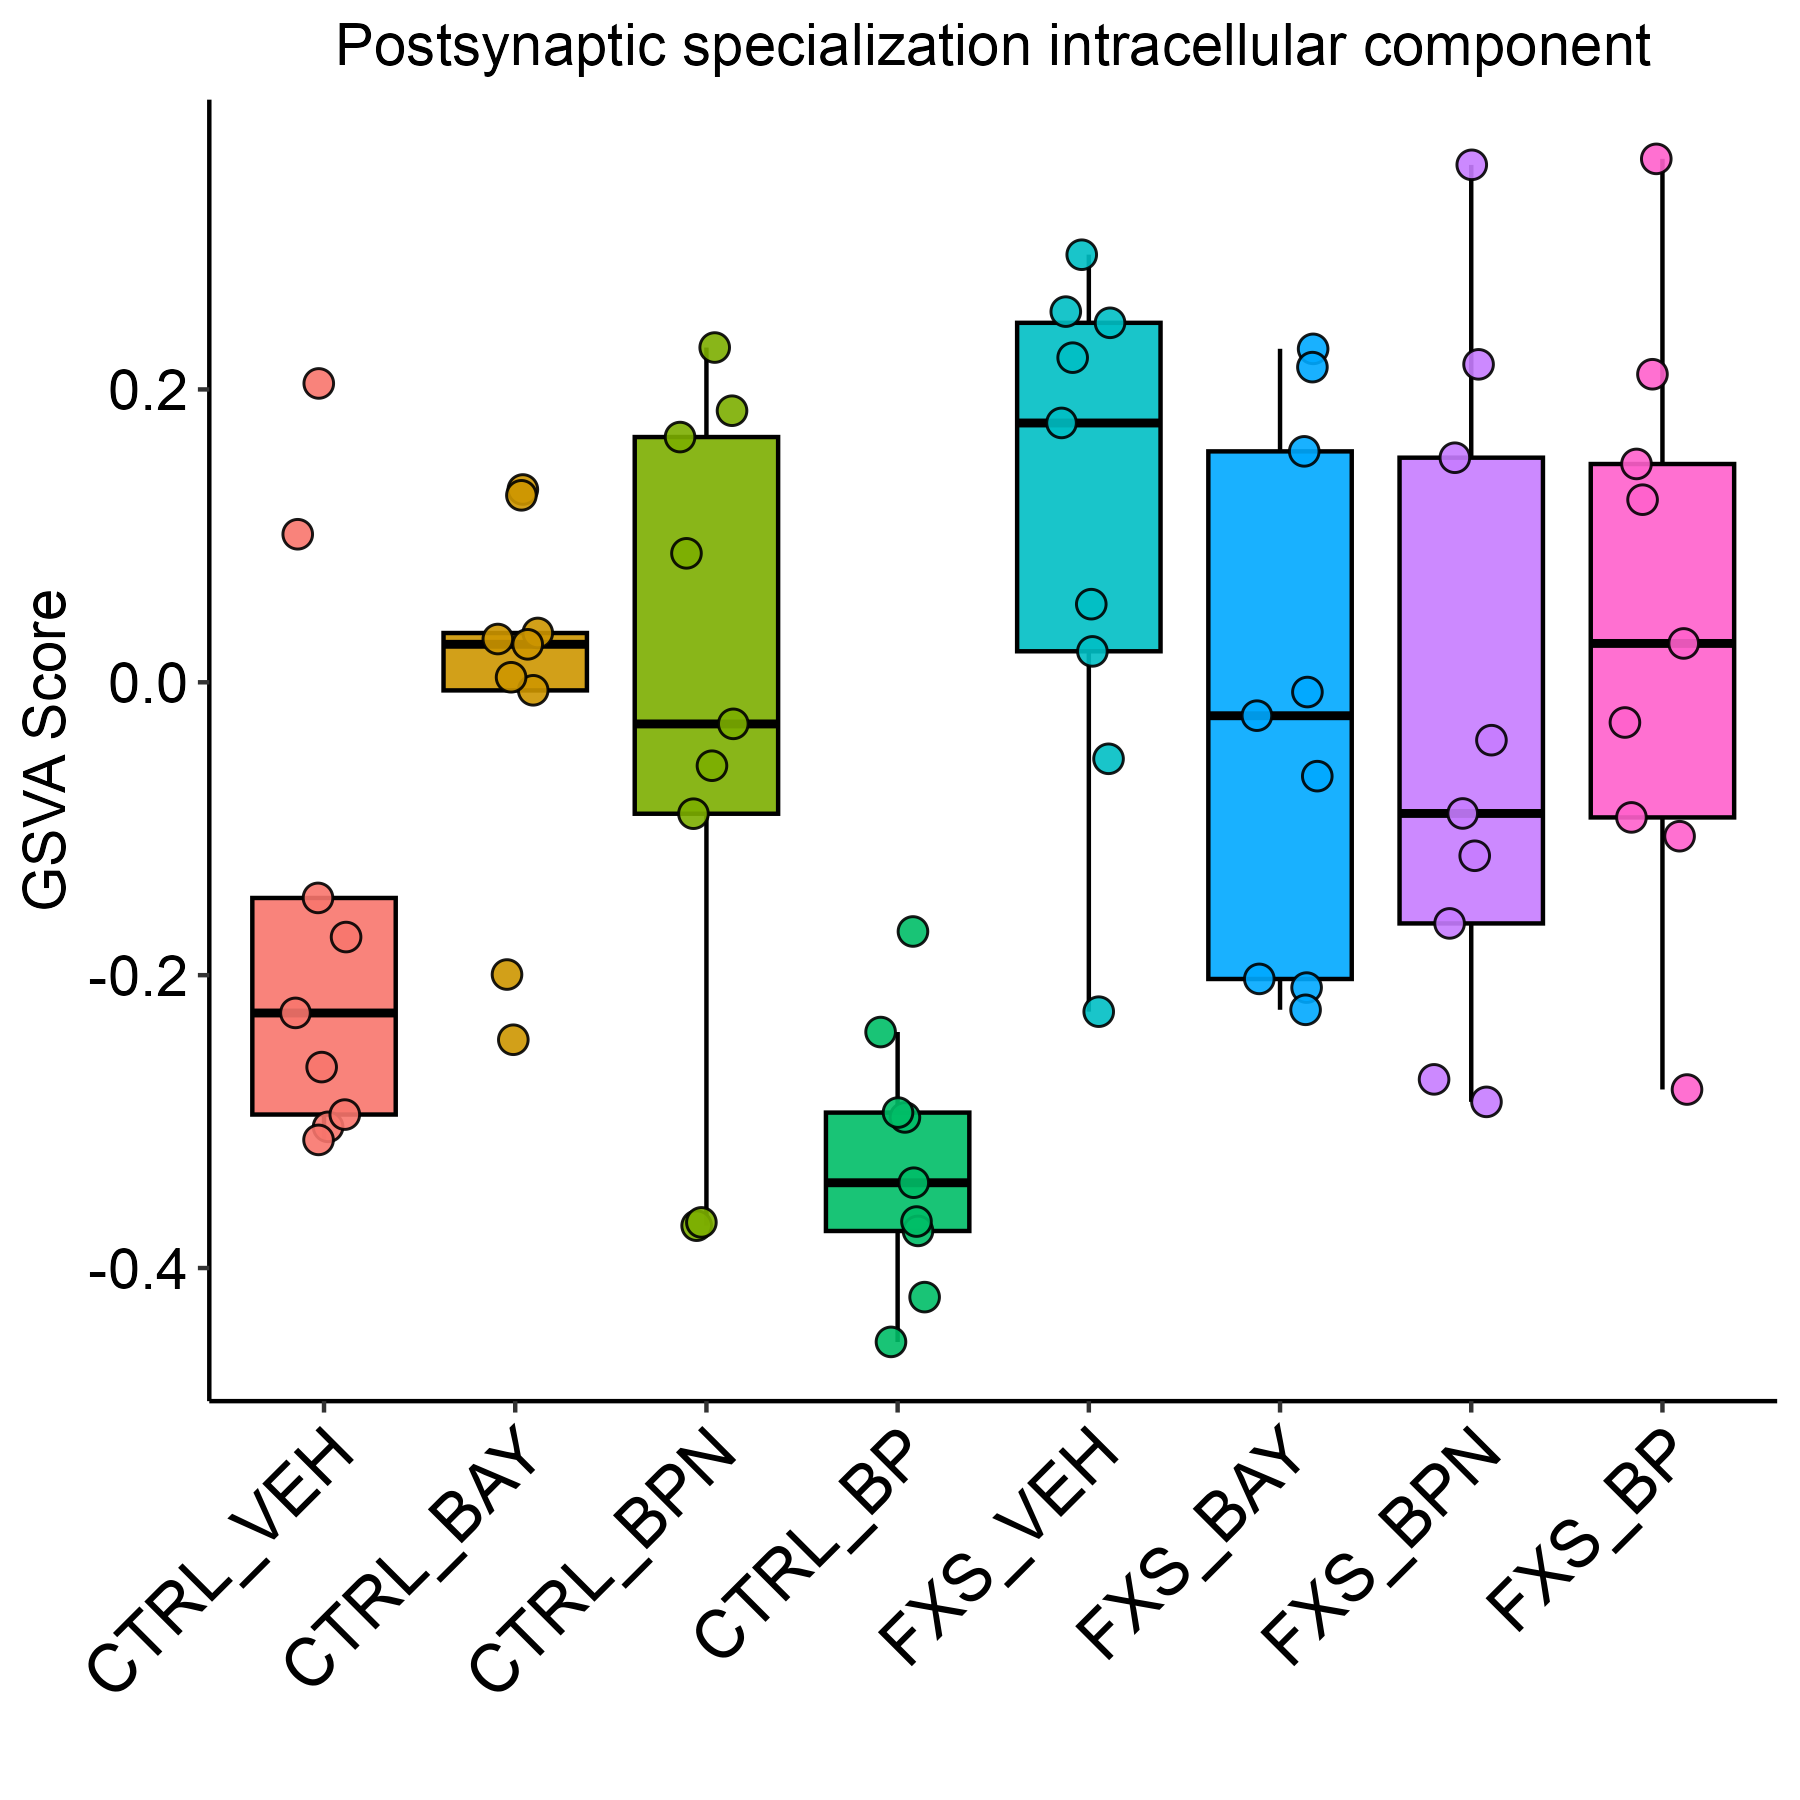 Postsynaptic specialization intracellular component
GSVA Score
0.2
0.0
-0.2
-0.4
CTRL_VEH
CTRL_BAY
CTRL_BPN
CTRL_BP
FXS_VEH
FXS_BAY
FXS_BPN
FXS_BP